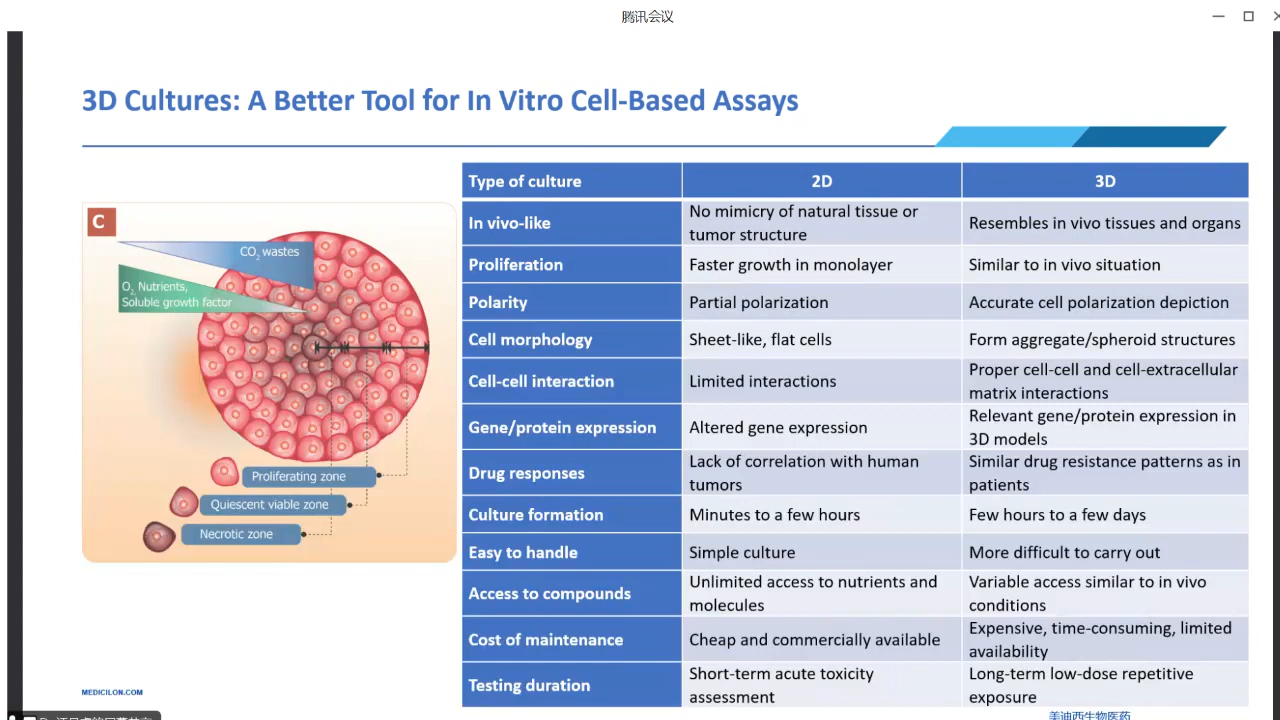 腾讯会议
3D Cultures: A Better Tool for In Vitro Cell-Based Assays
C
CO2 wastes
O2 Nutrients,
Soluble growth factor
Proliferating zone
Quiescent viable zone
Necrotic zone
Type of culture 2D 3D
In vivo-like
No mimicry of natural tissue or
tumor structure
Resembles in vivo tissues and organs
Proliferation Faster growth in monolayer Similar to in vivo situation
Polarity Partial polarization Accurate cell polarization depiction
Cell morphology Sheet-like, flat cells Form aggregate/spheroid structures
Cell-cell interaction Limited interactions
Proper cell-cell and cell-extracellular
matrix interactions
Gene/protein expression Altered gene expression
Relevant gene/protein expression in
3D models
Drug responses
Lack of correlation with human
tumors
Similar drug resistance patterns as in
patients
Culture formation Minutes to a few hours Few hours to a few days
Easy to handle Simple culture More difficult to carry out
Access to compounds
Unlimited access to nutrients and
molecules
Variable access similar to in vivo
conditions
Cost of maintenance Cheap and commercially available
Expensive, time-consuming, limited
availability
Testing duration
Short-term acute toxicity
assessment
Long-term low-dose repetitive
exposure
MEDICILON.COM
美迪西生物医药